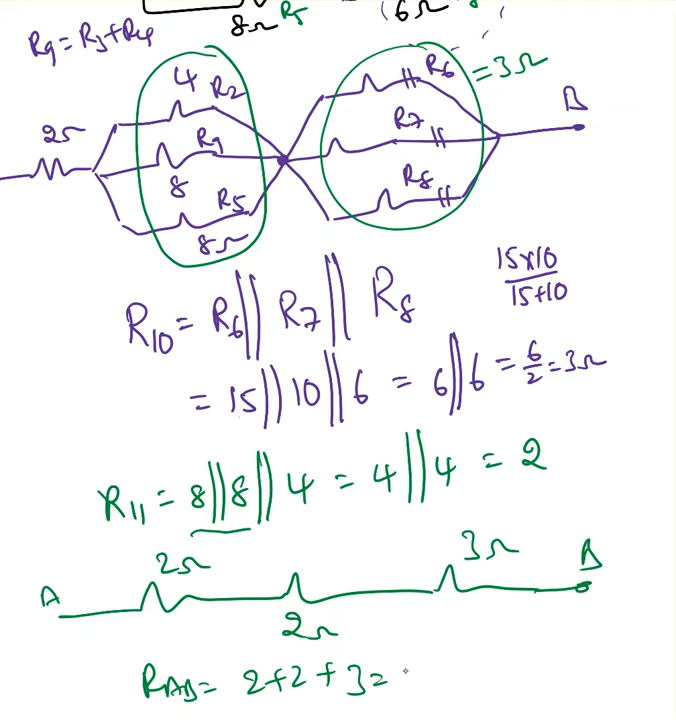 8Ω R5
6Ω 8
R9 = R3+R4
4 R2
R6 = 3Ω
B
2Ω
R9
R7
8
R5
R8
8Ω
R10 = R6 || R7 || R8
15×10
15+10
= 15 || 10 || 6 = 6 || 6 = 6/2 = 3Ω
R11 = 8 || 8 || 4 = 4 || 4 = 2
2Ω
3Ω
B
A
2Ω
RAB = 2+2+3=